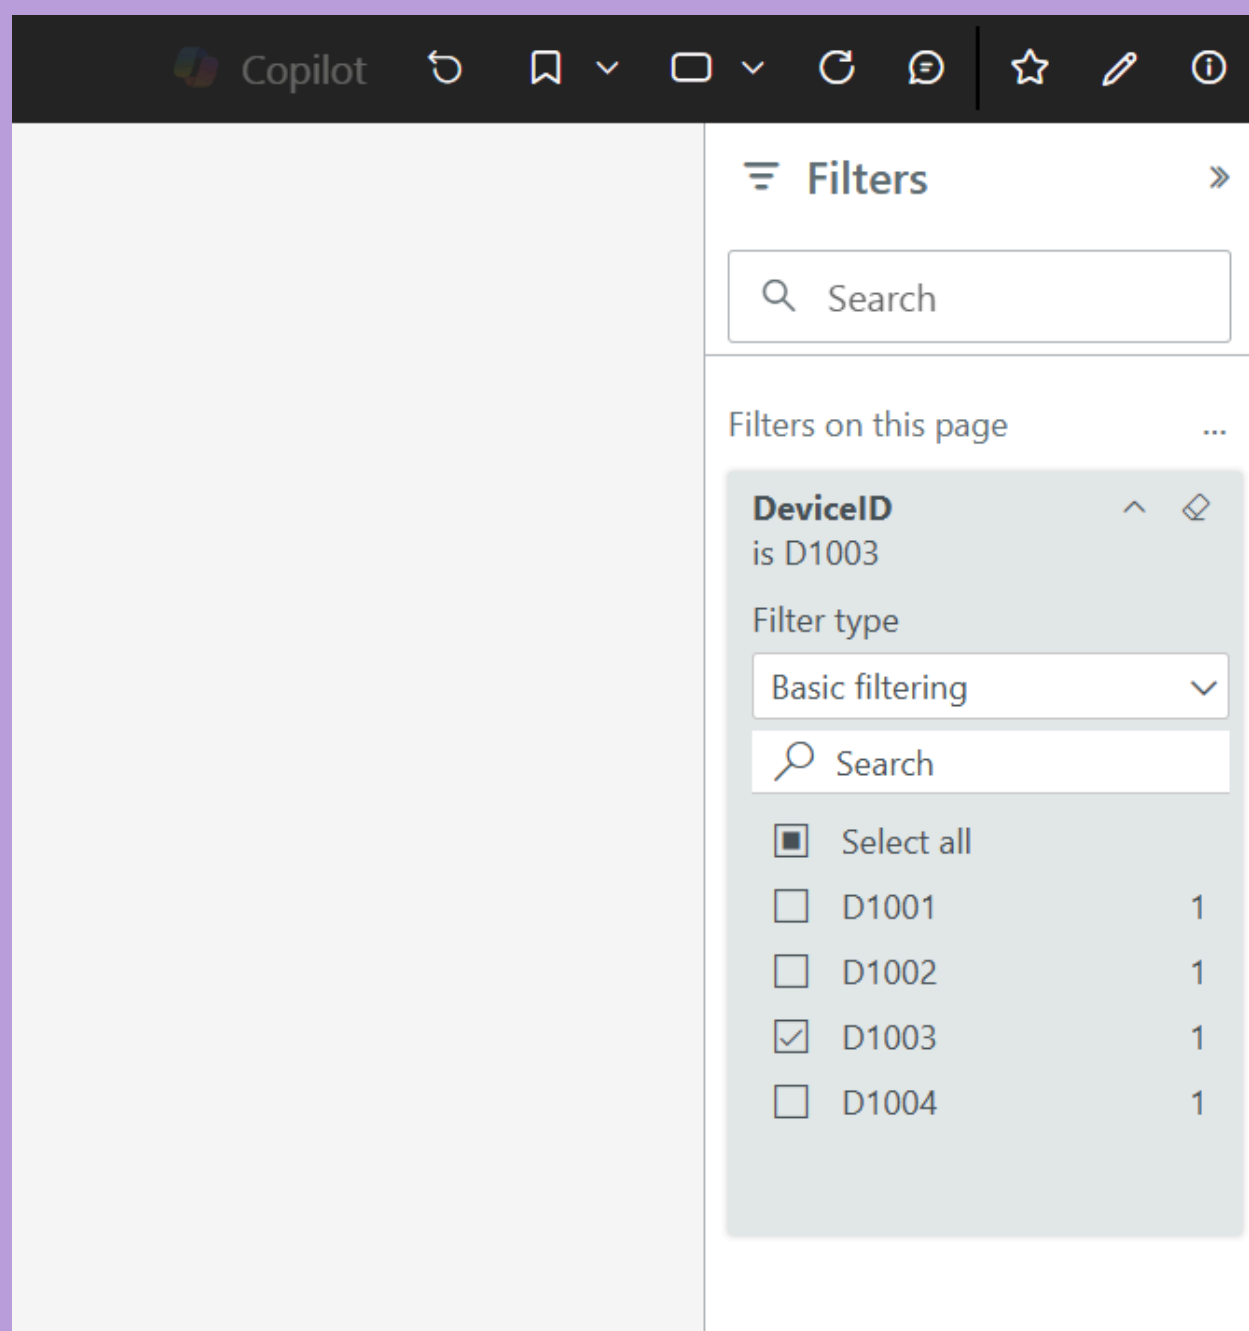 Copilot
Filters
Search
Filters on this page
...
DeviceID
is D1003
Filter type
Basic filtering
Search
Select all
D1001 1
D1002 1
D1003 1
D1004 1